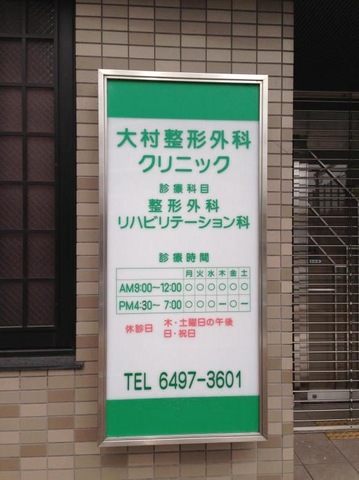 大村整形外科
クリニック
診療科目
整形外科
リハビリテーション科
診療時間
月火水木金土
AM9:00〜12:00 ○○○○○○
PM4:30〜 7:00 ○○○ー○ー
休診日 木・土曜日の午後
日・祝日
TEL 6497-3601